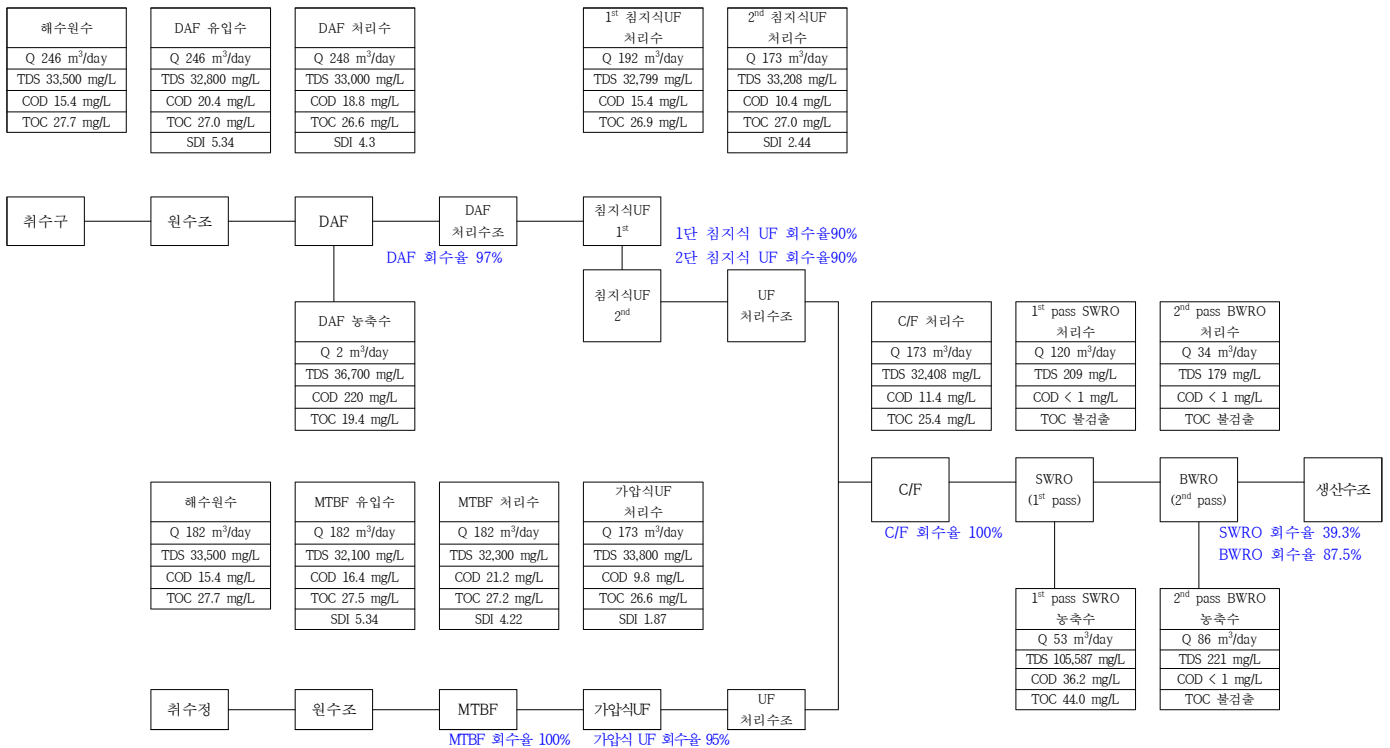 해수원수
Q 246 m³/day
TDS 33,500 mg/L
COD 15.4 mg/L
TOC 27.7 mg/L
DAF 유입수
Q 246 m³/day
TDS 32,800 mg/L
COD 20.4 mg/L
TOC 27.0 mg/L
SDI 5.34
DAF 처리수
Q 248 m³/day
TDS 33,000 mg/L
COD 18.8 mg/L
TOC 26.6 mg/L
SDI 4.3
1st 침지식UF
처리수
Q 192 m³/day
TDS 32,799 mg/L
COD 15.4 mg/L
TOC 26.9 mg/L
2nd 침지식UF
처리수
Q 173 m³/day
TDS 33,208 mg/L
COD 10.4 mg/L
TOC 27.0 mg/L
SDI 2.44
취수구
원수조
DAF
DAF
처리수조
침지식UF
1st
DAF 회수율 97%
1단 침지식 UF 회수율90%
2단 침지식 UF 회수율90%
침지식UF
2nd
UF
처리수조
DAF 농축수
Q 2 m³/day
TDS 36,700 mg/L
COD 220 mg/L
TOC 19.4 mg/L
C/F 처리수
Q 173 m³/day
TDS 32,408 mg/L
COD 11.4 mg/L
TOC 25.4 mg/L
1st pass SWRO
처리수
Q 120 m³/day
TDS 209 mg/L
COD < 1 mg/L
TOC 불검출
2nd pass BWRO
처리수
Q 34 m³/day
TDS 179 mg/L
COD < 1 mg/L
TOC 불검출
C/F
SWRO
(1st pass)
BWRO
(2nd pass)
생산수조
C/F 회수율 100%
SWRO 회수율 39.3%
BWRO 회수율 87.5%
해수원수
Q 182 m³/day
TDS 33,500 mg/L
COD 15.4 mg/L
TOC 27.7 mg/L
MTBF 유입수
Q 182 m³/day
TDS 32,100 mg/L
COD 16.4 mg/L
TOC 27.5 mg/L
SDI 5.34
MTBF 처리수
Q 182 m³/day
TDS 32,300 mg/L
COD 21.2 mg/L
TOC 27.2 mg/L
SDI 4.22
가압식UF
처리수
Q 173 m³/day
TDS 33,800 mg/L
COD 9.8 mg/L
TOC 26.6 mg/L
SDI 1.87
1st pass SWRO
농축수
Q 53 m³/day
TDS 105,587 mg/L
COD 36.2 mg/L
TOC 44.0 mg/L
2nd pass BWRO
농축수
Q 86 m³/day
TDS 221 mg/L
COD < 1 mg/L
TOC 불검출
취수정
원수조
MTBF
가압식UF
UF
처리수조
MTBF 회수율 100%
가압식 UF 회수율 95%